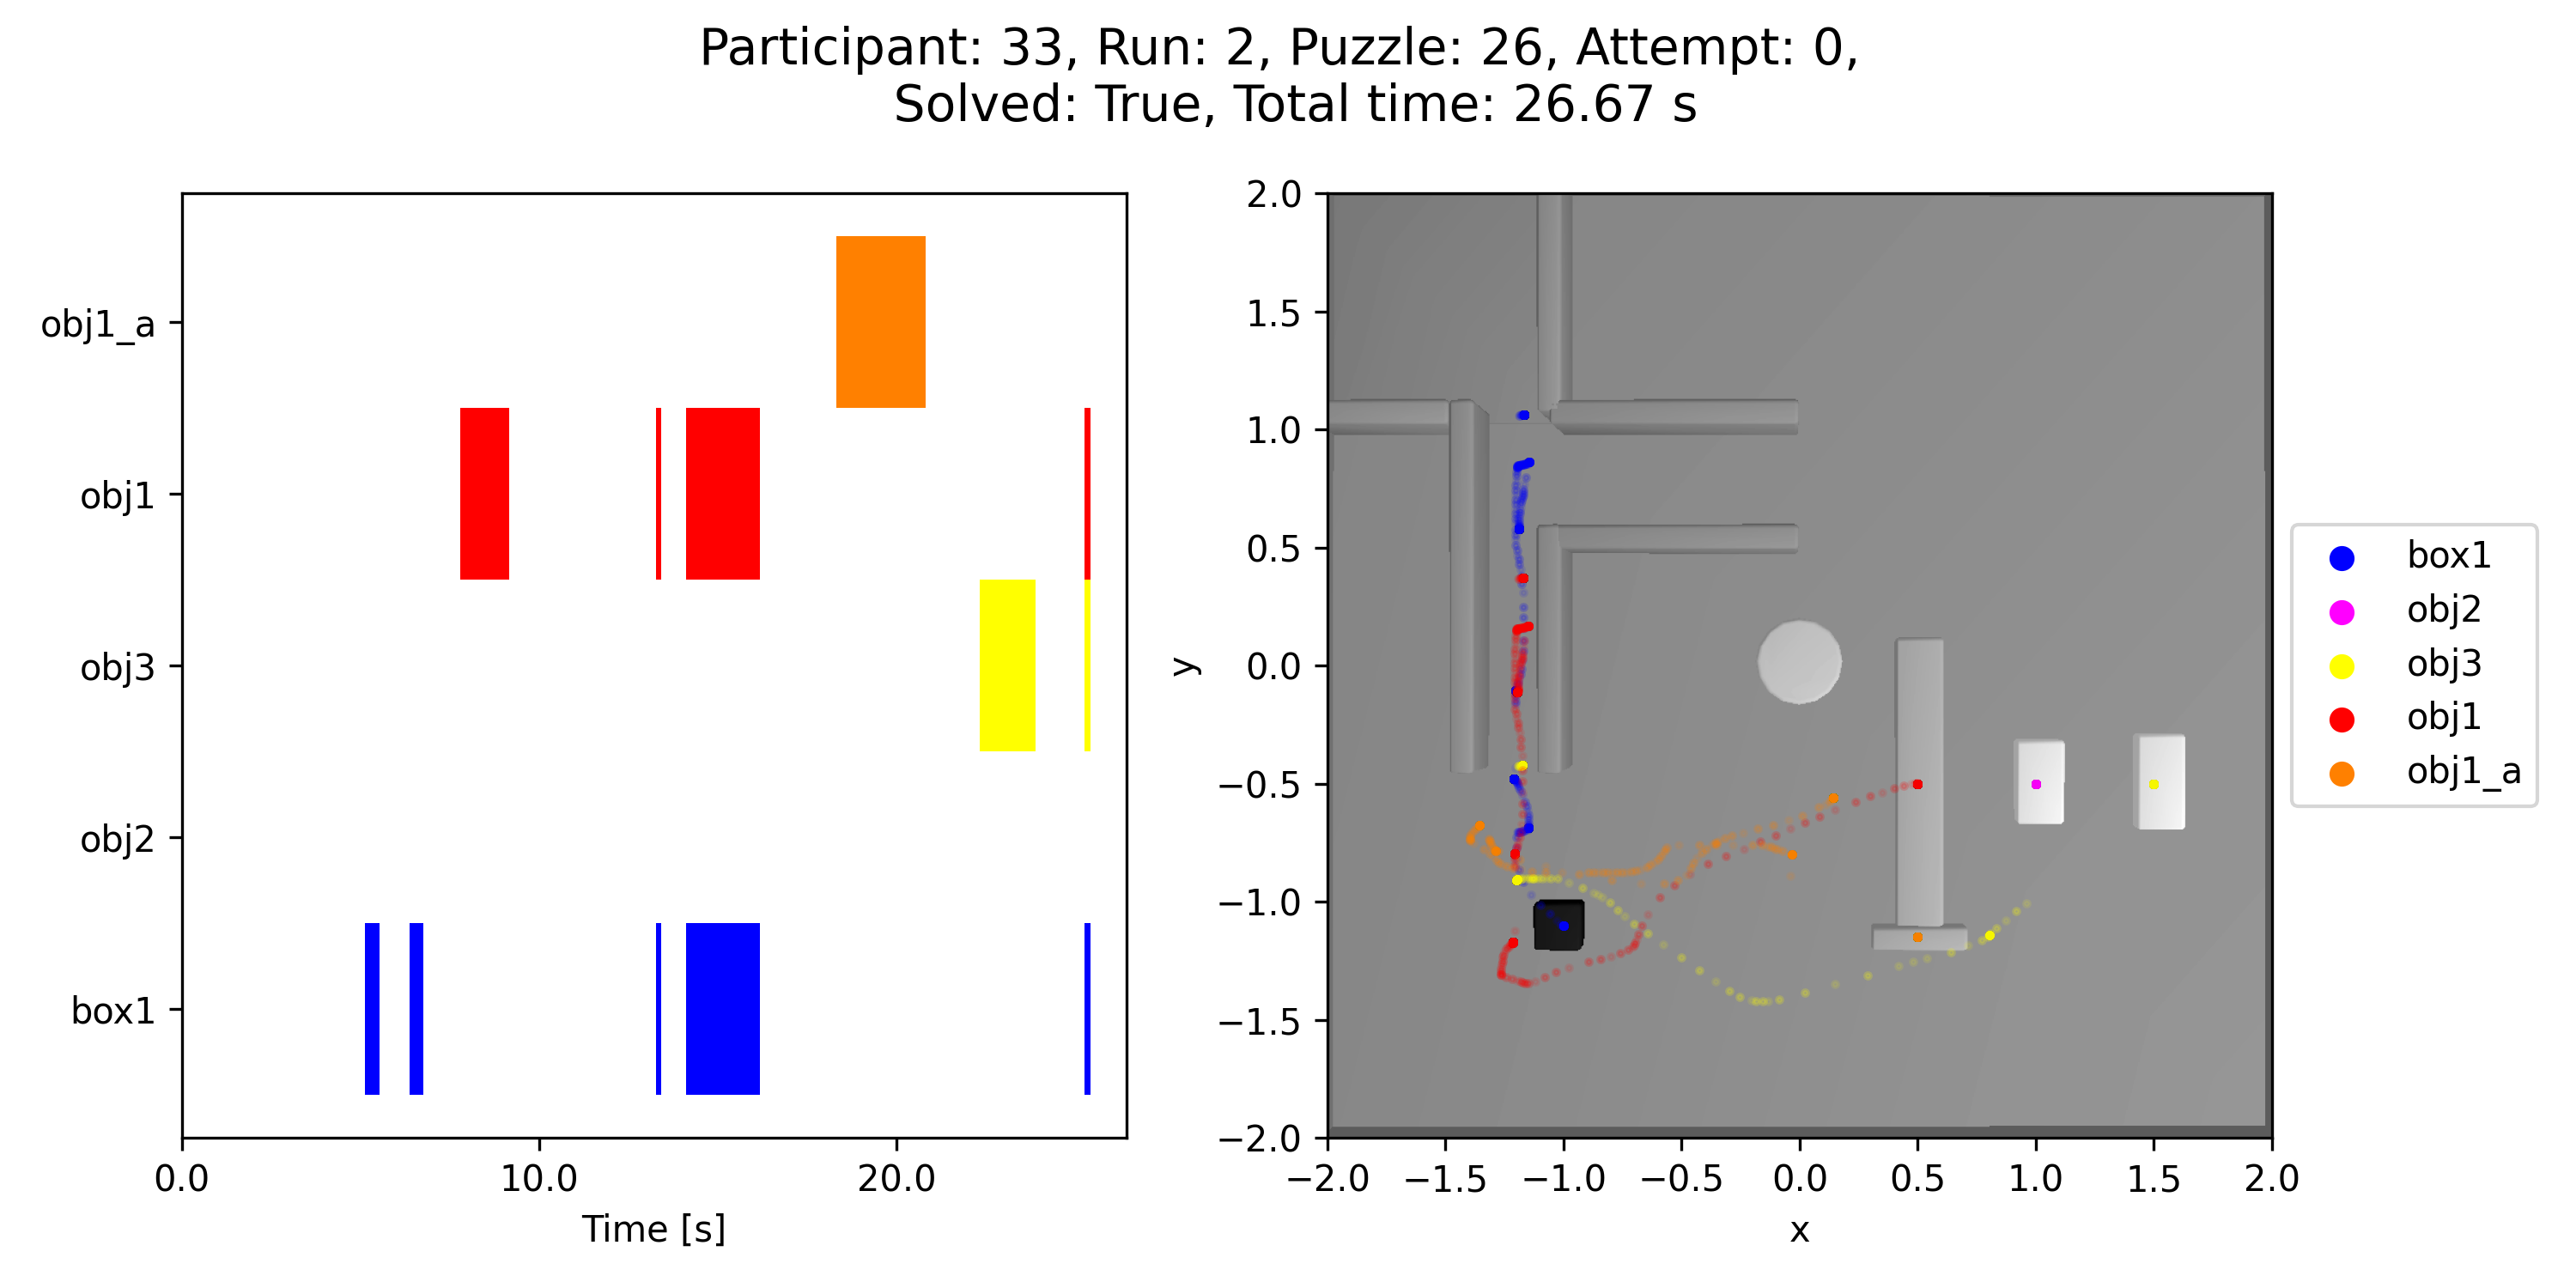 Participant: 33, Run: 2, Puzzle: 26, Attempt: 0,
Solved: True, Total time: 26.67 s
obj1_a
obj1
obj3
obj2
box1
0.0 10.0 20.0
Time [s]
2.0
1.5
1.0
0.5
0.0
−0.5
−1.0
−1.5
−2.0
y
−2.0 −1.5 −1.0 −0.5 0.0 0.5 1.0 1.5 2.0
x
box1
obj2
obj3
obj1
obj1_a